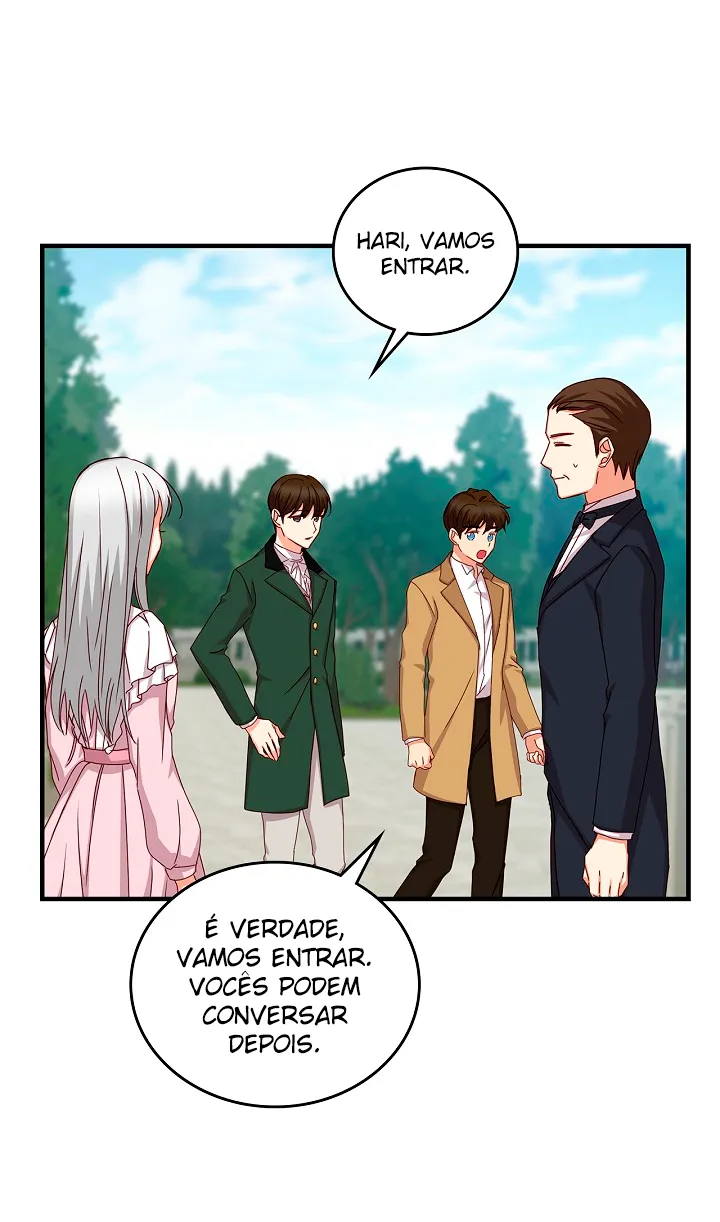 HARI, VAMOS
ENTRAR.
É VERDADE,
VAMOS ENTRAR.
VOCÊS PODEM
CONVERSAR
DEPOIS.